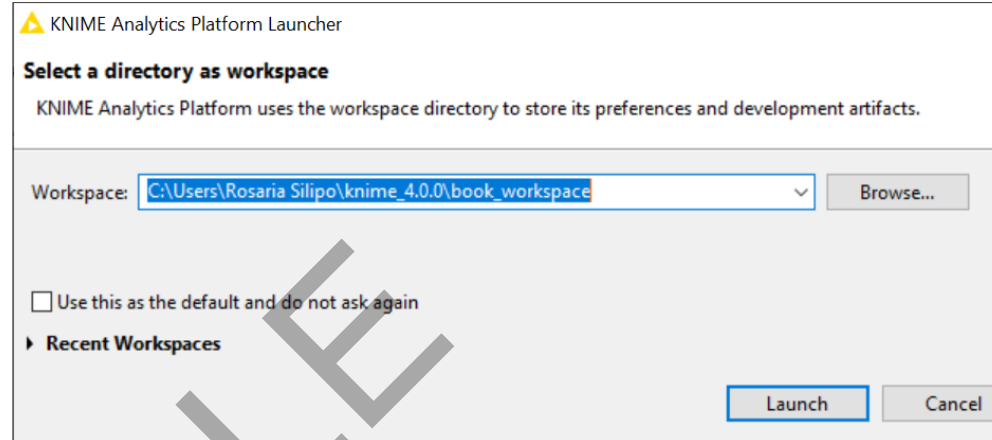 KNIME Analytics Platform Launcher
Select a directory as workspace
KNIME Analytics Platform uses the workspace directory to store its preferences and development artifacts.
Workspace: C:\Users\Rosaria Silipo\knime_4.0.0\book_workspace Browse...
Use this as the default and do not ask again
Recent Workspaces
Launch Cancel
LE